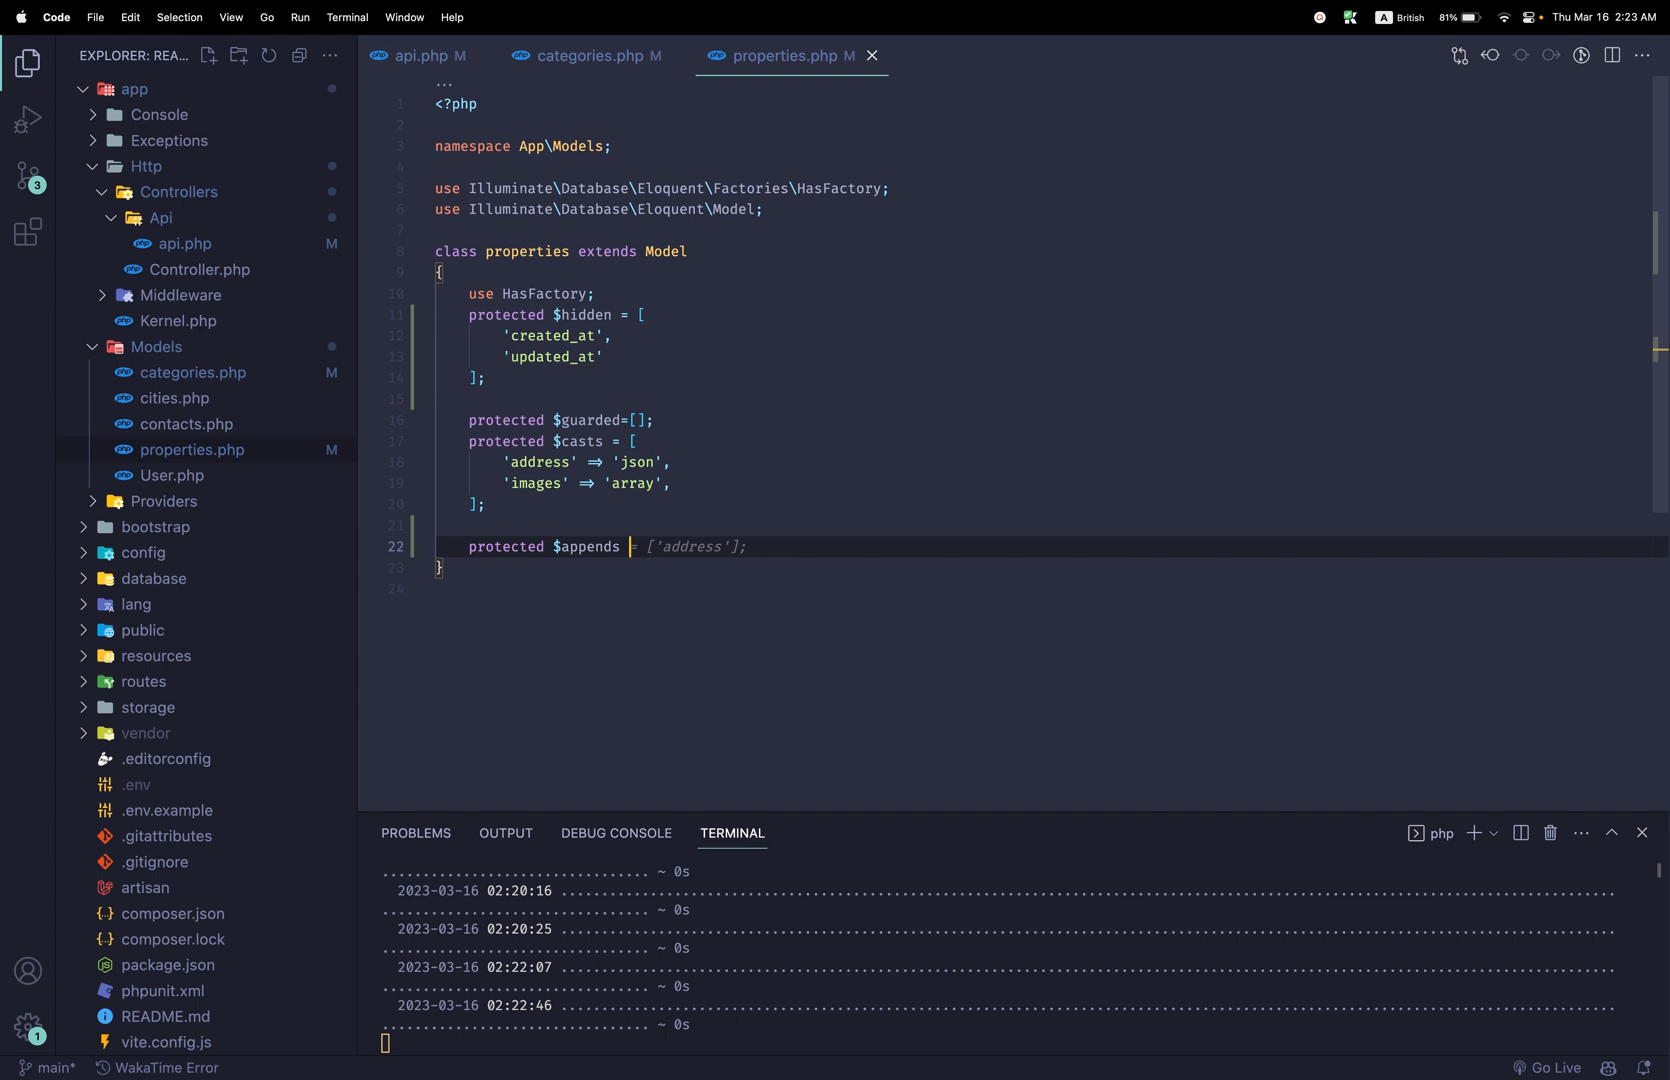 Code File Edit Selection View Go Run Terminal Window Help A British 81% Thu Mar 16 2:23 AM
EXPLORER: REA... ...
app
Console
Exceptions
Http
Controllers
Api
api.php M
Controller.php
Middleware
Kernel.php
Models
categories.php M
cities.php
contacts.php
properties.php M
User.php
Providers
bootstrap
config
database
lang
public
resources
routes
storage
vendor
.editorconfig
.env
.env.example
.gitattributes
.gitignore
artisan
composer.json
composer.lock
package.json
phpunit.xml
README.md
vite.config.js
3
1
api.php M categories.php M properties.php M
...
1 <?php
2
3 namespace App\Models;
4
5 use Illuminate\Database\Eloquent\Factories\HasFactory;
6 use Illuminate\Database\Eloquent\Model;
7
8 class properties extends Model
9 {
10 use HasFactory;
11 protected $hidden = [
12 'created_at',
13 'updated_at'
14 ];
15
16 protected $guarded=[];
17 protected $casts = [
18 'address' => 'json',
19 'images' => 'array',
20 ];
21
22 protected $appends = ['address'];
23 }
24
PROBLEMS OUTPUT DEBUG CONSOLE TERMINAL php
................................ ~ 0s
2023-03-16 02:20:16 ................................................................
................................ ~ 0s
2023-03-16 02:20:25 ................................................................
................................ ~ 0s
2023-03-16 02:22:07 ................................................................
................................ ~ 0s
2023-03-16 02:22:46 ................................................................
................................ ~ 0s
main* WakaTime Error Go Live